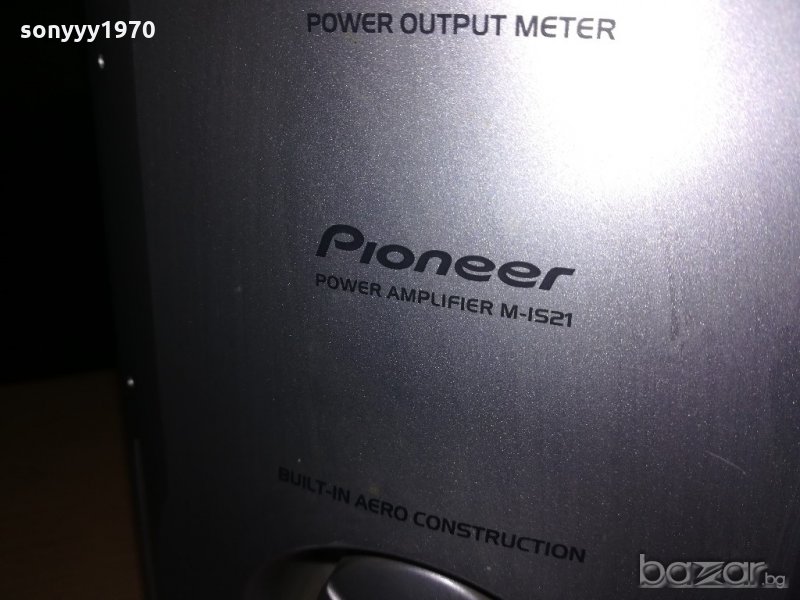 sonyyy1970
POWER OUTPUT METER
Pioneer
POWER AMPLIFIER M-IS21
BUILT-IN AERO CONSTRUCTION
bazar.bg